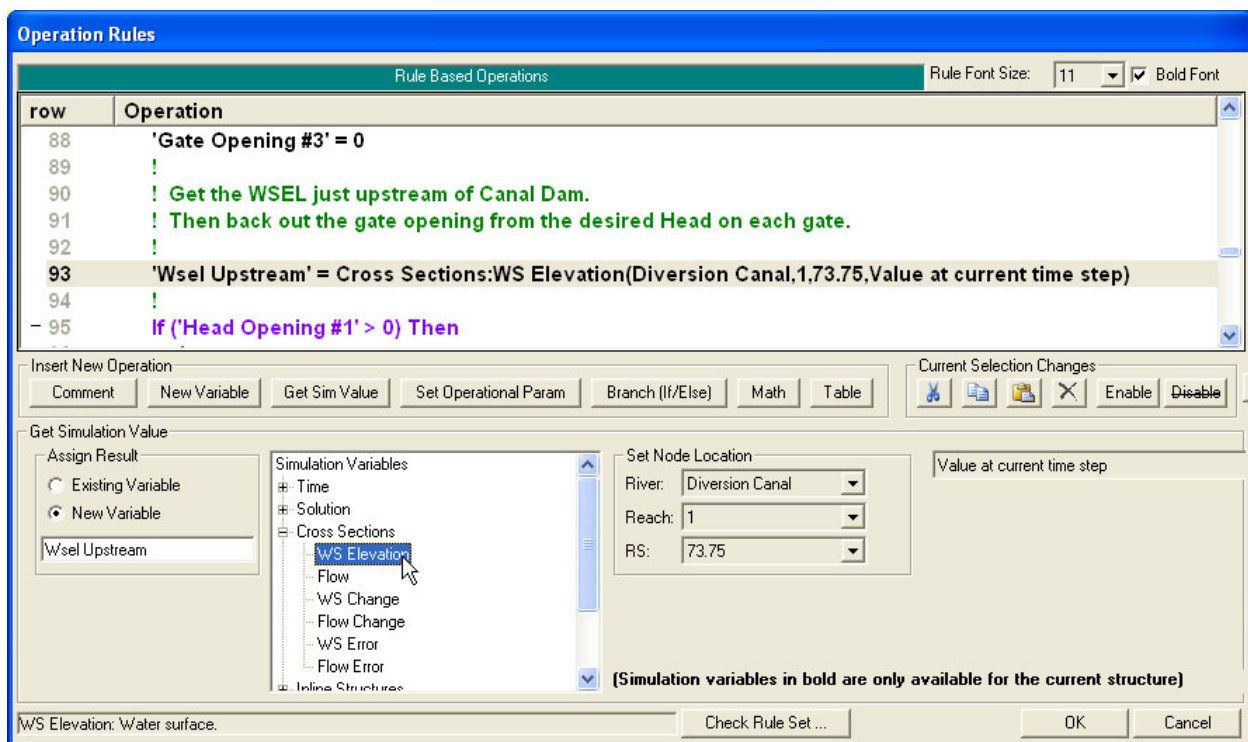 Operation Rules
Rule Based Operations
Rule Font Size: 11 Bold Font
row Operation
88 'Gate Opening #3' = 0
89 !
90 ! Get the WSEL just upstream of Canal Dam.
91 ! Then back out the gate opening from the desired Head on each gate.
92 !
93 'Wsel Upstream' = Cross Sections:WS Elevation(Diversion Canal,1,73.75,Value at current time step)
94 !
95 If ('Head Opening #1' > 0) Then
Insert New Operation
Comment New Variable Get Sim Value Set Operational Param Branch (If/Else) Math Table
Current Selection Changes
Enable Disable
Get Simulation Value
Assign Result
Existing Variable
New Variable
Wsel Upstream
Simulation Variables
Time
Solution
Cross Sections
WS Elevation
Flow
WS Change
Flow Change
WS Error
Flow Error
Inline Structures
Set Node Location
River: Diversion Canal
Reach: 1
RS: 73.75
Value at current time step
(Simulation variables in bold are only available for the current structure)
WS Elevation: Water surface.
Check Rule Set ...
OK
Cancel